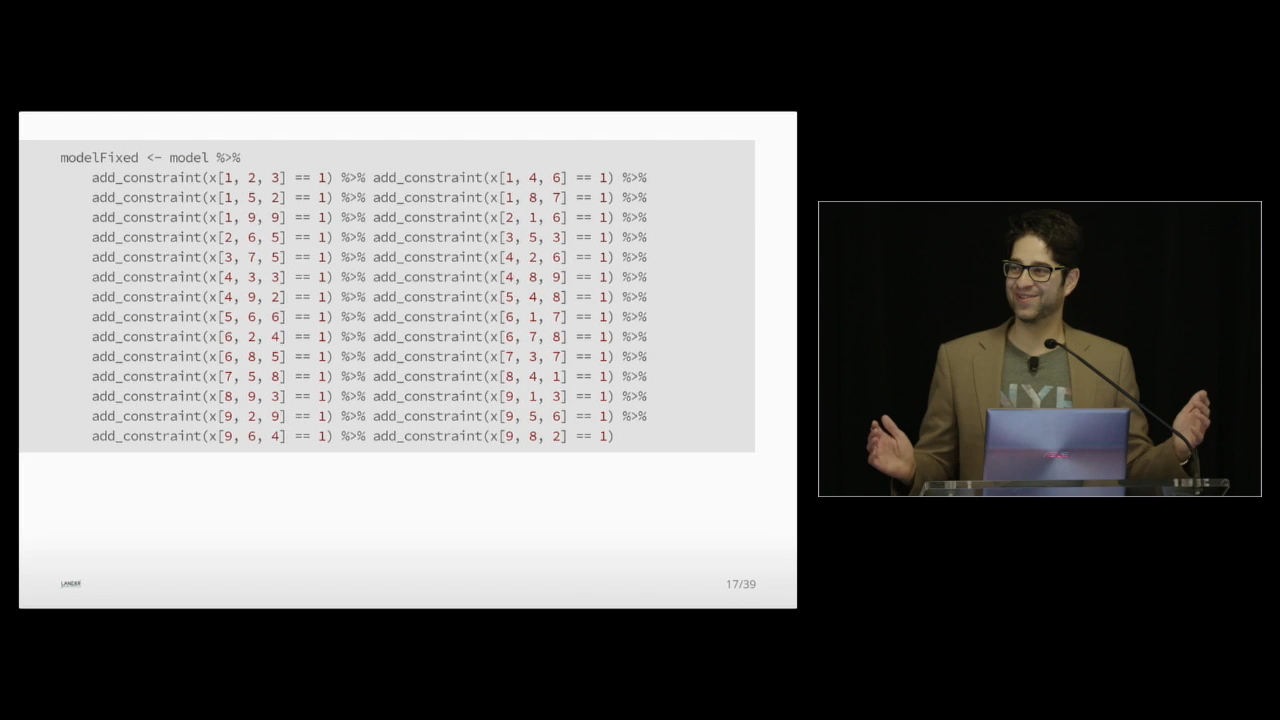 modelFixed <- model %>%
add_constraint(x[1, 2, 3] == 1) %>% add_constraint(x[1, 4, 6] == 1) %>%
add_constraint(x[1, 5, 2] == 1) %>% add_constraint(x[1, 8, 7] == 1) %>%
add_constraint(x[1, 9, 9] == 1) %>% add_constraint(x[2, 1, 6] == 1) %>%
add_constraint(x[2, 6, 5] == 1) %>% add_constraint(x[3, 5, 3] == 1) %>%
add_constraint(x[3, 7, 5] == 1) %>% add_constraint(x[4, 2, 6] == 1) %>%
add_constraint(x[4, 3, 3] == 1) %>% add_constraint(x[4, 8, 9] == 1) %>%
add_constraint(x[4, 9, 2] == 1) %>% add_constraint(x[5, 4, 8] == 1) %>%
add_constraint(x[5, 6, 6] == 1) %>% add_constraint(x[6, 1, 7] == 1) %>%
add_constraint(x[6, 2, 4] == 1) %>% add_constraint(x[6, 7, 8] == 1) %>%
add_constraint(x[6, 8, 5] == 1) %>% add_constraint(x[7, 3, 7] == 1) %>%
add_constraint(x[7, 5, 8] == 1) %>% add_constraint(x[8, 4, 1] == 1) %>%
add_constraint(x[8, 9, 3] == 1) %>% add_constraint(x[9, 1, 3] == 1) %>%
add_constraint(x[9, 2, 9] == 1) %>% add_constraint(x[9, 5, 6] == 1) %>%
add_constraint(x[9, 6, 4] == 1) %>% add_constraint(x[9, 8, 2] == 1)
LANDER
17/39
NYR
ASUS